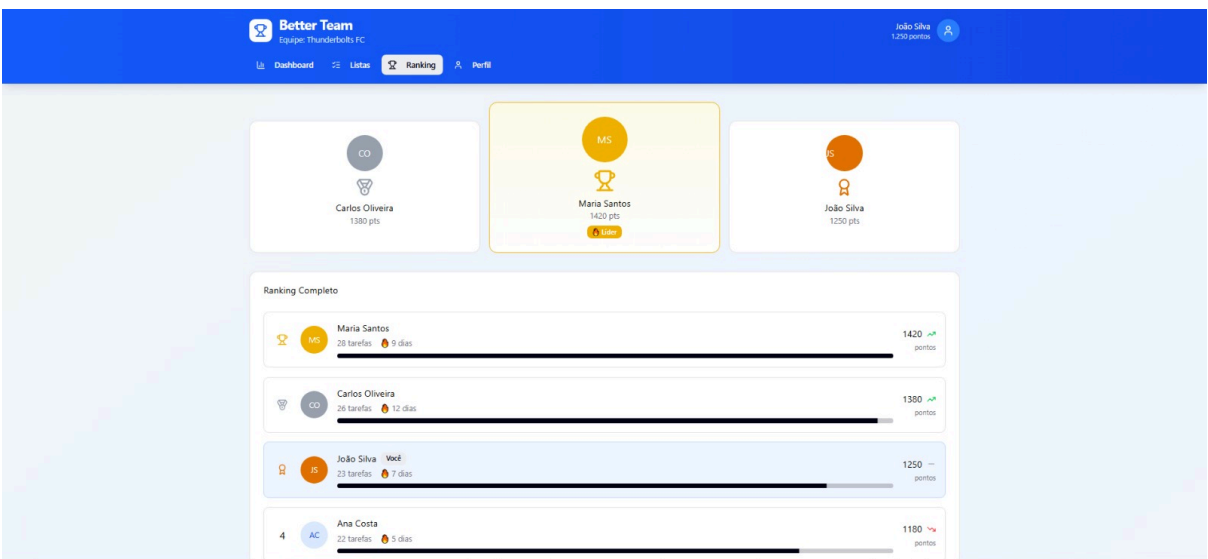 Better Team
Equipe: Thunderbolts FC
João Silva
1.250 pontos
Dashboard
Listas
Ranking
Perfil
CO
Carlos Oliveira
1380 pts
MS
Maria Santos
1420 pts
Líder
JS
João Silva
1250 pts
Ranking Completo
MS
Maria Santos
28 tarefas 9 dias
1420
pontos
CO
Carlos Oliveira
26 tarefas 12 dias
1380
pontos
JS
João Silva Você
23 tarefas 7 dias
1250
pontos
4
AC
Ana Costa
22 tarefas 5 dias
1180
pontos